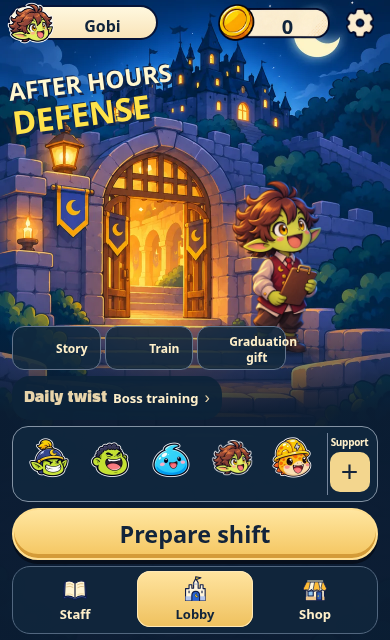 Gobi
0
AFTER HOURS
DEFENSE
Story
Train
Graduation
gift
Daily twist Boss training ›
Support
+
Prepare shift
Staff
Lobby
Shop